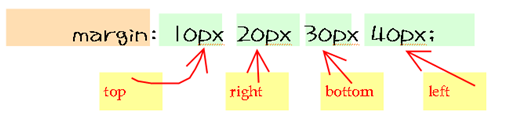 margin: 10px 20px 30px 40px;
top right bottom left